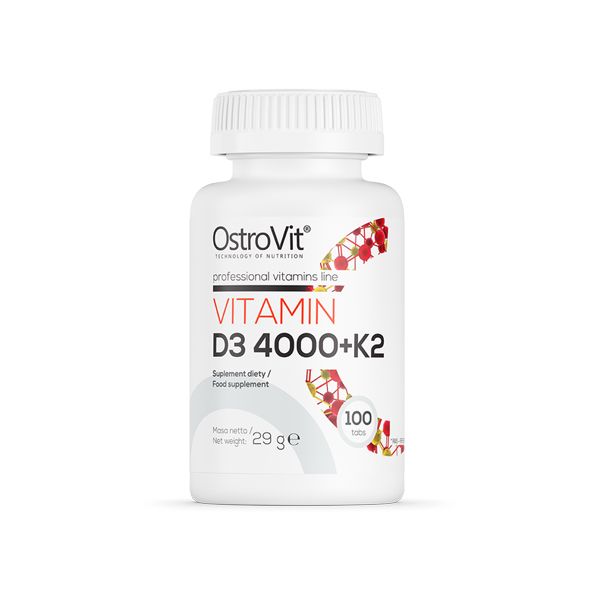 OstroVit®
TECHNOLOGY OF NUTRITION
professional vitamins line
VITAMIN
D3 4000+K2
Suplement diety /
Food supplement
100
tabs
Masa netto /
Net weight: 29 g e